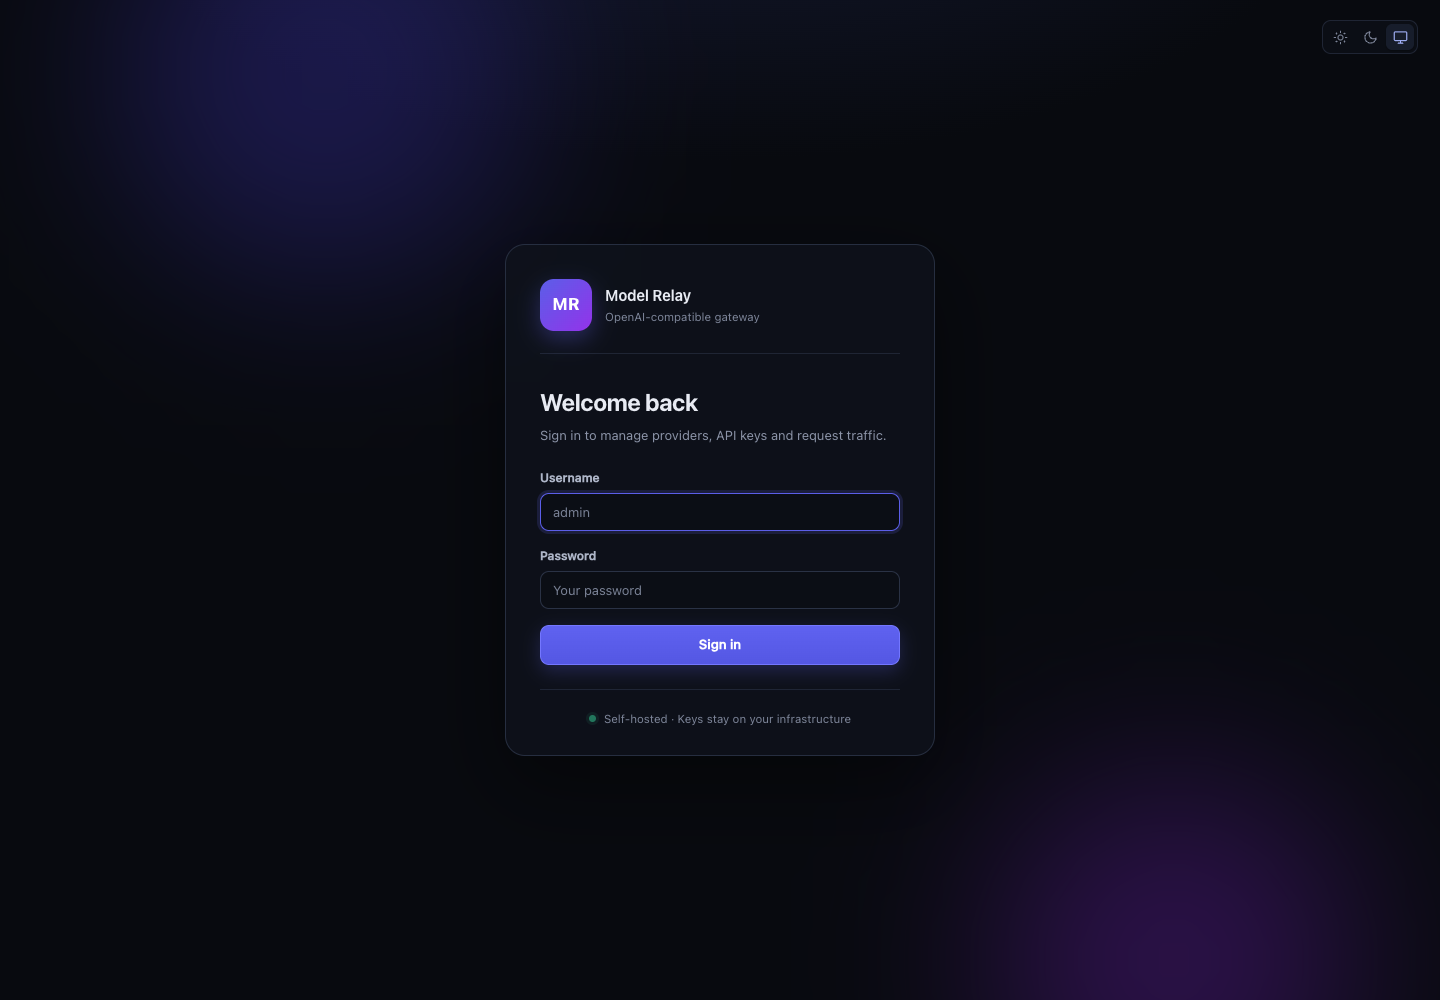 MR
Model Relay
OpenAI-compatible gateway
Welcome back
Sign in to manage providers, API keys and request traffic.
Username
admin
Password
Your password
Sign in
Self-hosted · Keys stay on your infrastructure